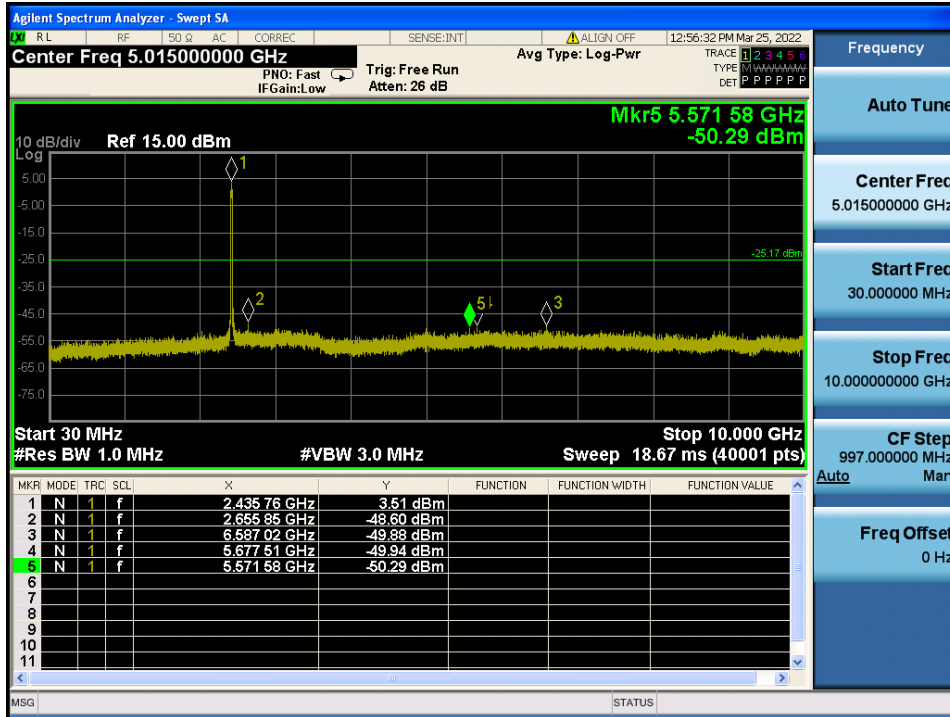 Agilent Spectrum Analyzer - Swept SA
LXI RL RF 50 Ω AC CORREC SENSE:INT ALIGN OFF 12:56:32 PM Mar 25, 2022
Center Freq 5.015000000 GHz
PNO: Fast
IFGain:Low
Trig: Free Run
Atten: 26 dB
Avg Type: Log-Pwr
TRACE 1 2 3 4 5 6
TYPE MWWWWW
DET P P P P P P
Mkr5 5.571 58 GHz
-50.29 dBm
10 dB/div Ref 15.00 dBm
Log
5.00
-5.00
-15.0
-25.0
-35.0
-45.0
-55.0
-65.0
-75.0
1
2
5
3
-25.17 dBm
Start 30 MHz Stop 10.000 GHz
#Res BW 1.0 MHz #VBW 3.0 MHz Sweep 18.67 ms (40001 pts)
MKR MODE TRC SCL X Y FUNCTION FUNCTION WIDTH FUNCTION VALUE
1 N 1 f 2.435 76 GHz 3.51 dBm
2 N 1 f 2.655 85 GHz -48.60 dBm
3 N 1 f 6.587 02 GHz -49.88 dBm
4 N 1 f 5.677 51 GHz -49.94 dBm
5 N 1 f 5.571 58 GHz -50.29 dBm
6
7
8
9
10
11
MSG STATUS
Frequency
Auto Tune
Center Freq
5.015000000 GHz
Start Freq
30.000000 MHz
Stop Freq
10.000000000 GHz
CF Step
997.000000 MHz
Auto Man
Freq Offset
0 Hz